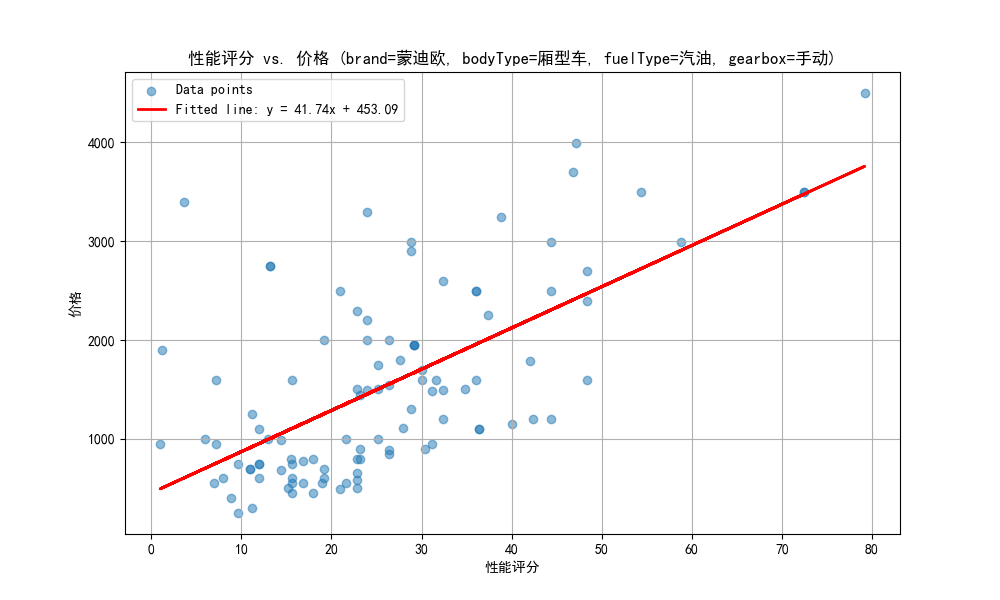 性能评分 vs. 价格 (brand=蒙迪欧, bodyType=厢型车, fuelType=汽油, gearbox=手动)
Data points
Fitted line: y = 41.74x + 453.09
价格
4000
3000
2000
1000
0 10 20 30 40 50 60 70 80
性能评分